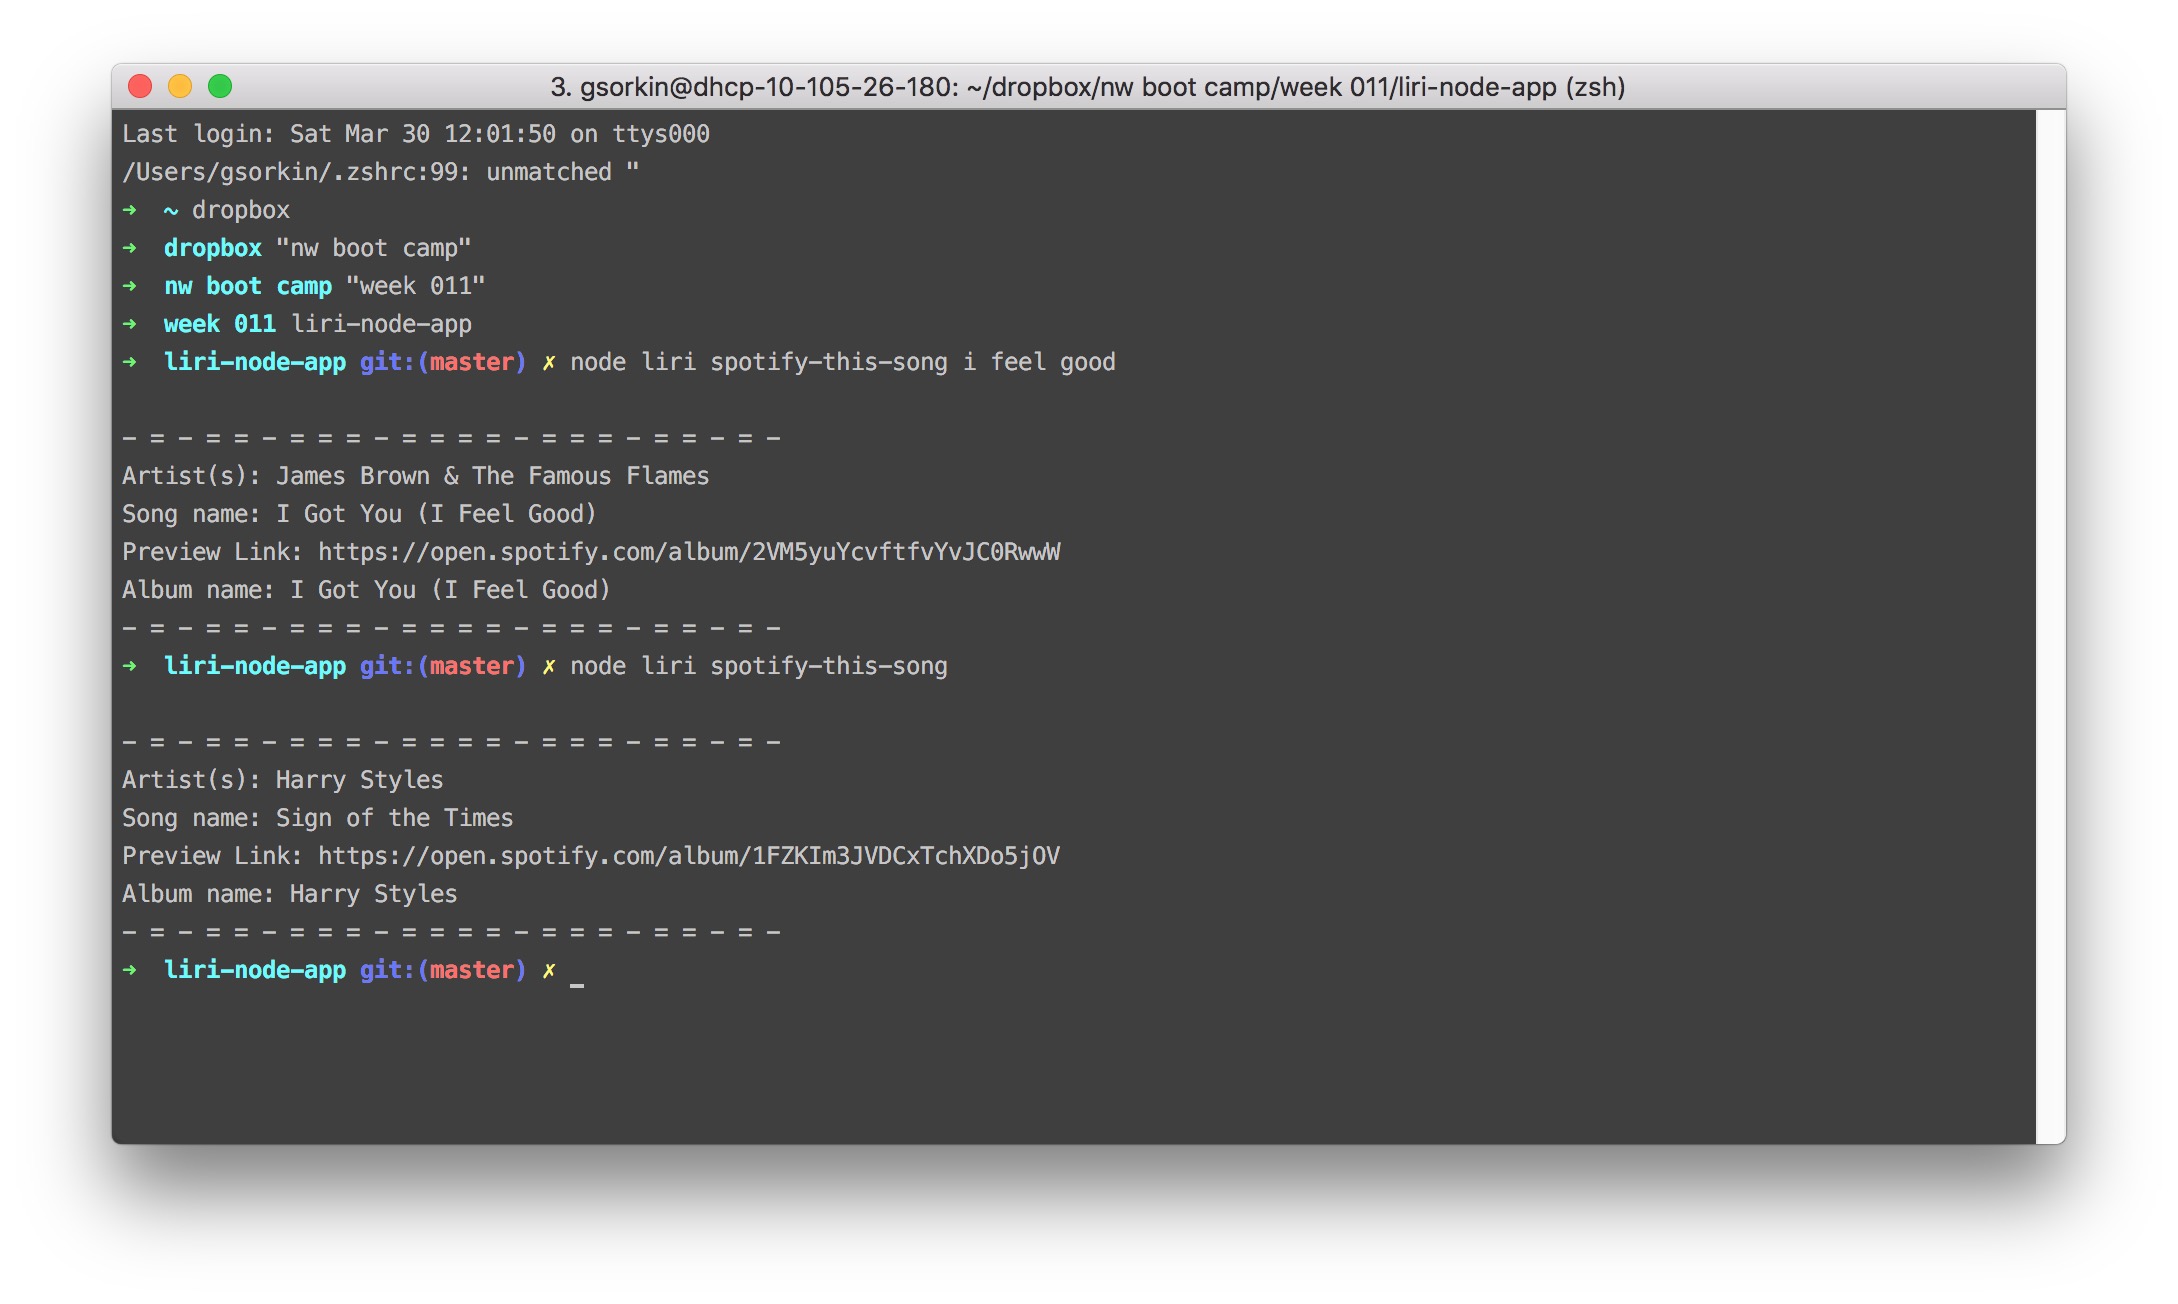 3. gsorkin@dhcp-10-105-26-180: ~/dropbox/nw boot camp/week 011/liri-node-app (zsh)
Last login: Sat Mar 30 12:01:50 on ttys000
/Users/gsorkin/.zshrc:99: unmatched "
➜  ~ dropbox
➜  dropbox "nw boot camp"
➜  nw boot camp "week 011"
➜  week 011 liri-node-app
➜  liri-node-app git:(master) ✗ node liri spotify-this-song i feel good
- = - = = - = = = - = = = = - = = = - = = - = -
Artist(s): James Brown & The Famous Flames
Song name: I Got You (I Feel Good)
Preview Link: https://open.spotify.com/album/2VM5yuYcvftfvYvJC0RwwW
Album name: I Got You (I Feel Good)
- = - = = - = = = - = = = = - = = = - = = - = -
➜  liri-node-app git:(master) ✗ node liri spotify-this-song
- = - = = - = = = - = = = = - = = = - = = - = -
Artist(s): Harry Styles
Song name: Sign of the Times
Preview Link: https://open.spotify.com/album/1FZKIm3JVDCxTchXDo5jOV
Album name: Harry Styles
- = - = = - = = = - = = = = - = = = - = = - = -
➜  liri-node-app git:(master) ✗ _